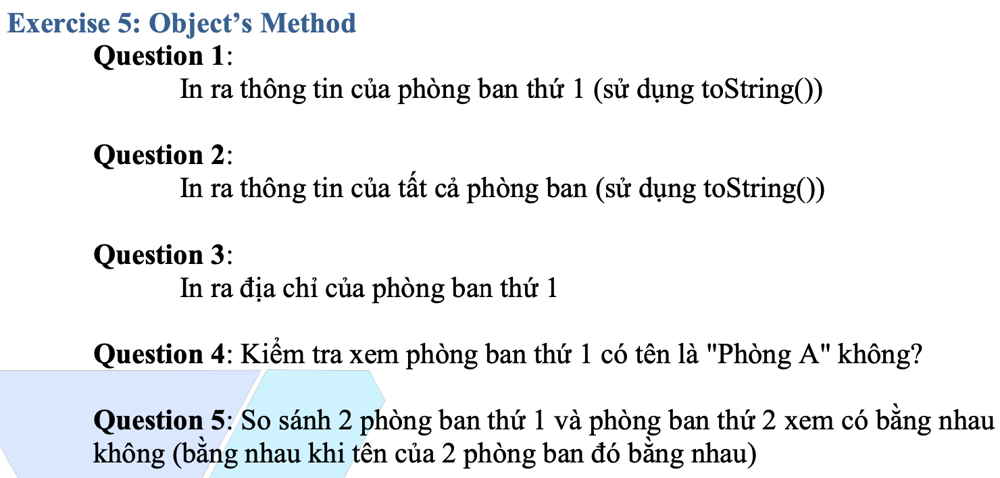 Exercise 5: Object’s Method
Question 1:
In ra thông tin của phòng ban thứ 1 (sử dụng toString())
Question 2:
In ra thông tin của tất cả phòng ban (sử dụng toString())
Question 3:
In ra địa chỉ của phòng ban thứ 1
Question 4: Kiểm tra xem phòng ban thứ 1 có tên là "Phòng A" không?
Question 5: So sánh 2 phòng ban thứ 1 và phòng ban thứ 2 xem có bằng nhau
không (bằng nhau khi tên của 2 phòng ban đó bằng nhau)